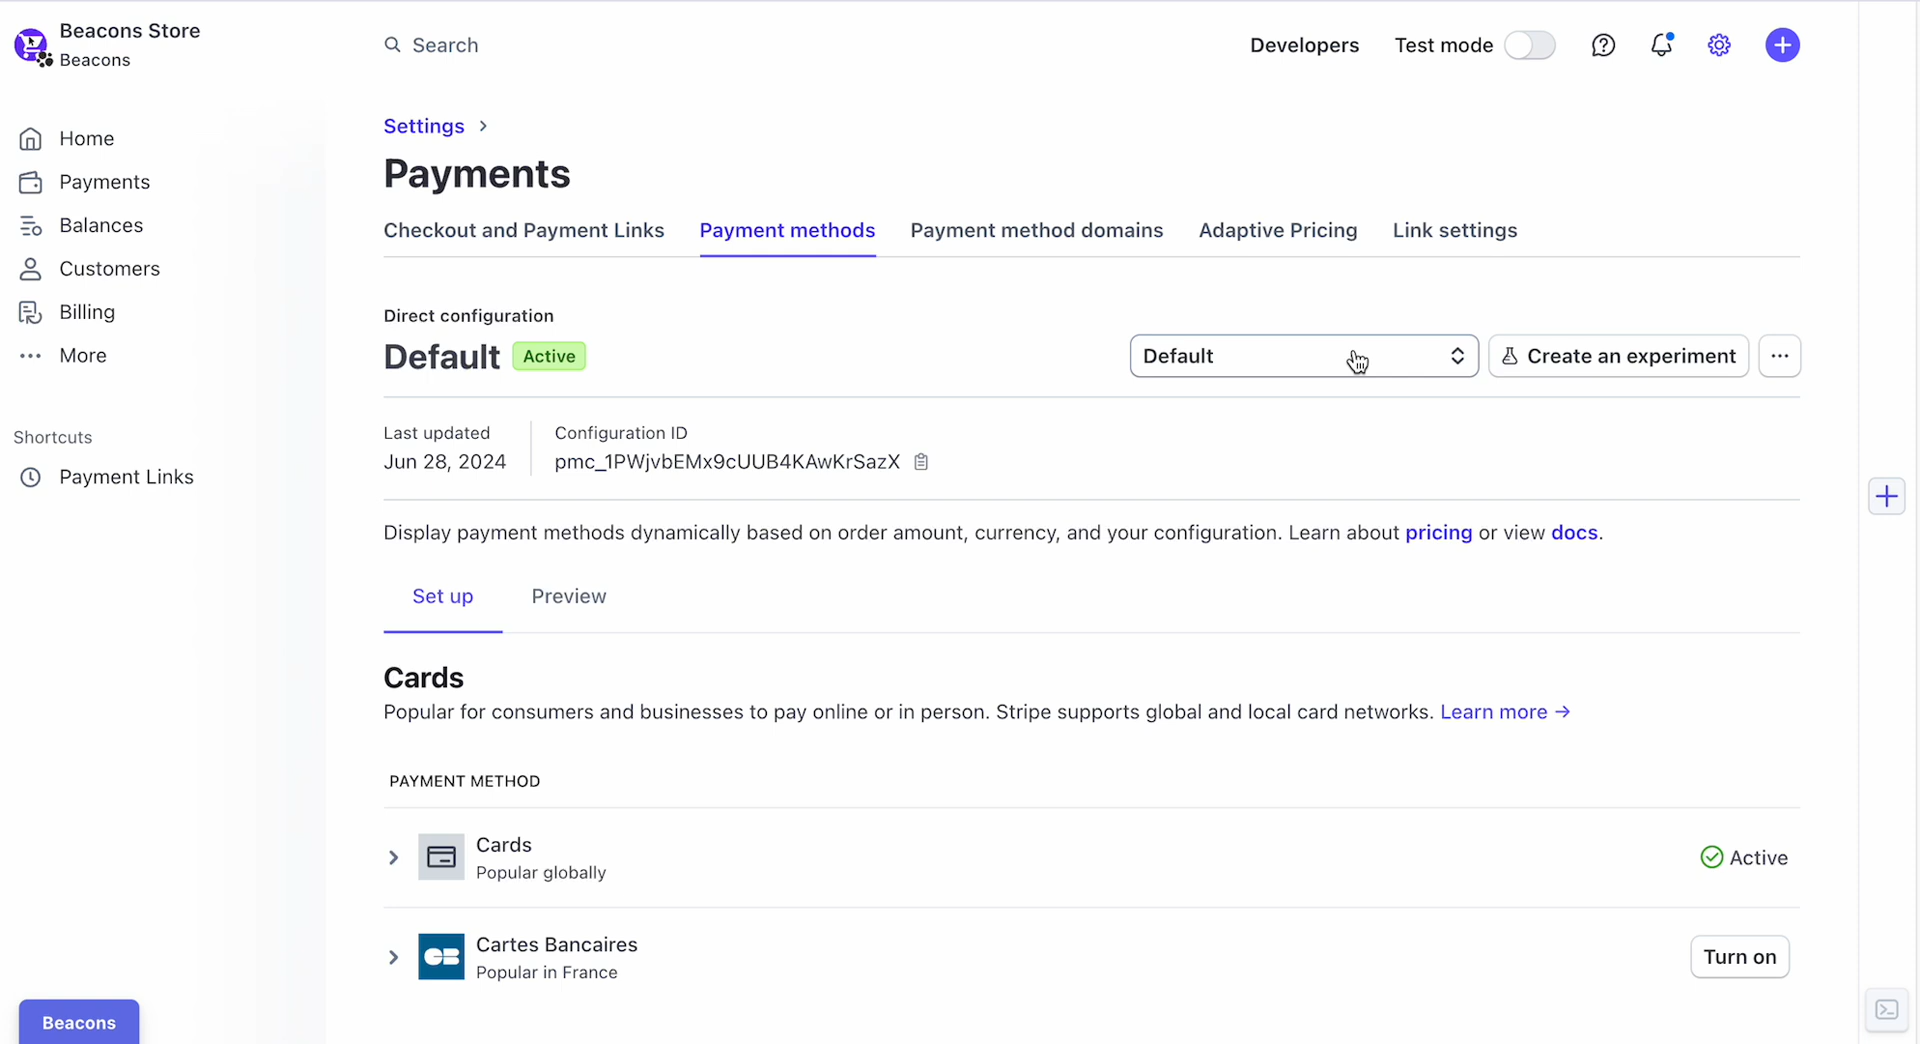 Beacons Store
Beacons
Search
Developers
Test mode
Home
Payments
Balances
Customers
Billing
More
Shortcuts
Payment Links
Settings
Payments
Checkout and Payment Links
Payment methods
Payment method domains
Adaptive Pricing
Link settings
Direct configuration
Default
Active
Default
Create an experiment
Last updated
Jun 28, 2024
Configuration ID
pmc_1PWjvbEMx9cUUB4KAwKrSazX
Display payment methods dynamically based on order amount, currency, and your configuration. Learn about pricing or view docs.
Set up
Preview
Cards
Popular for consumers and businesses to pay online or in person. Stripe supports global and local card networks. Learn more →
PAYMENT METHOD
Cards
Popular globally
Active
CB
Cartes Bancaires
Popular in France
Turn on
Beacons